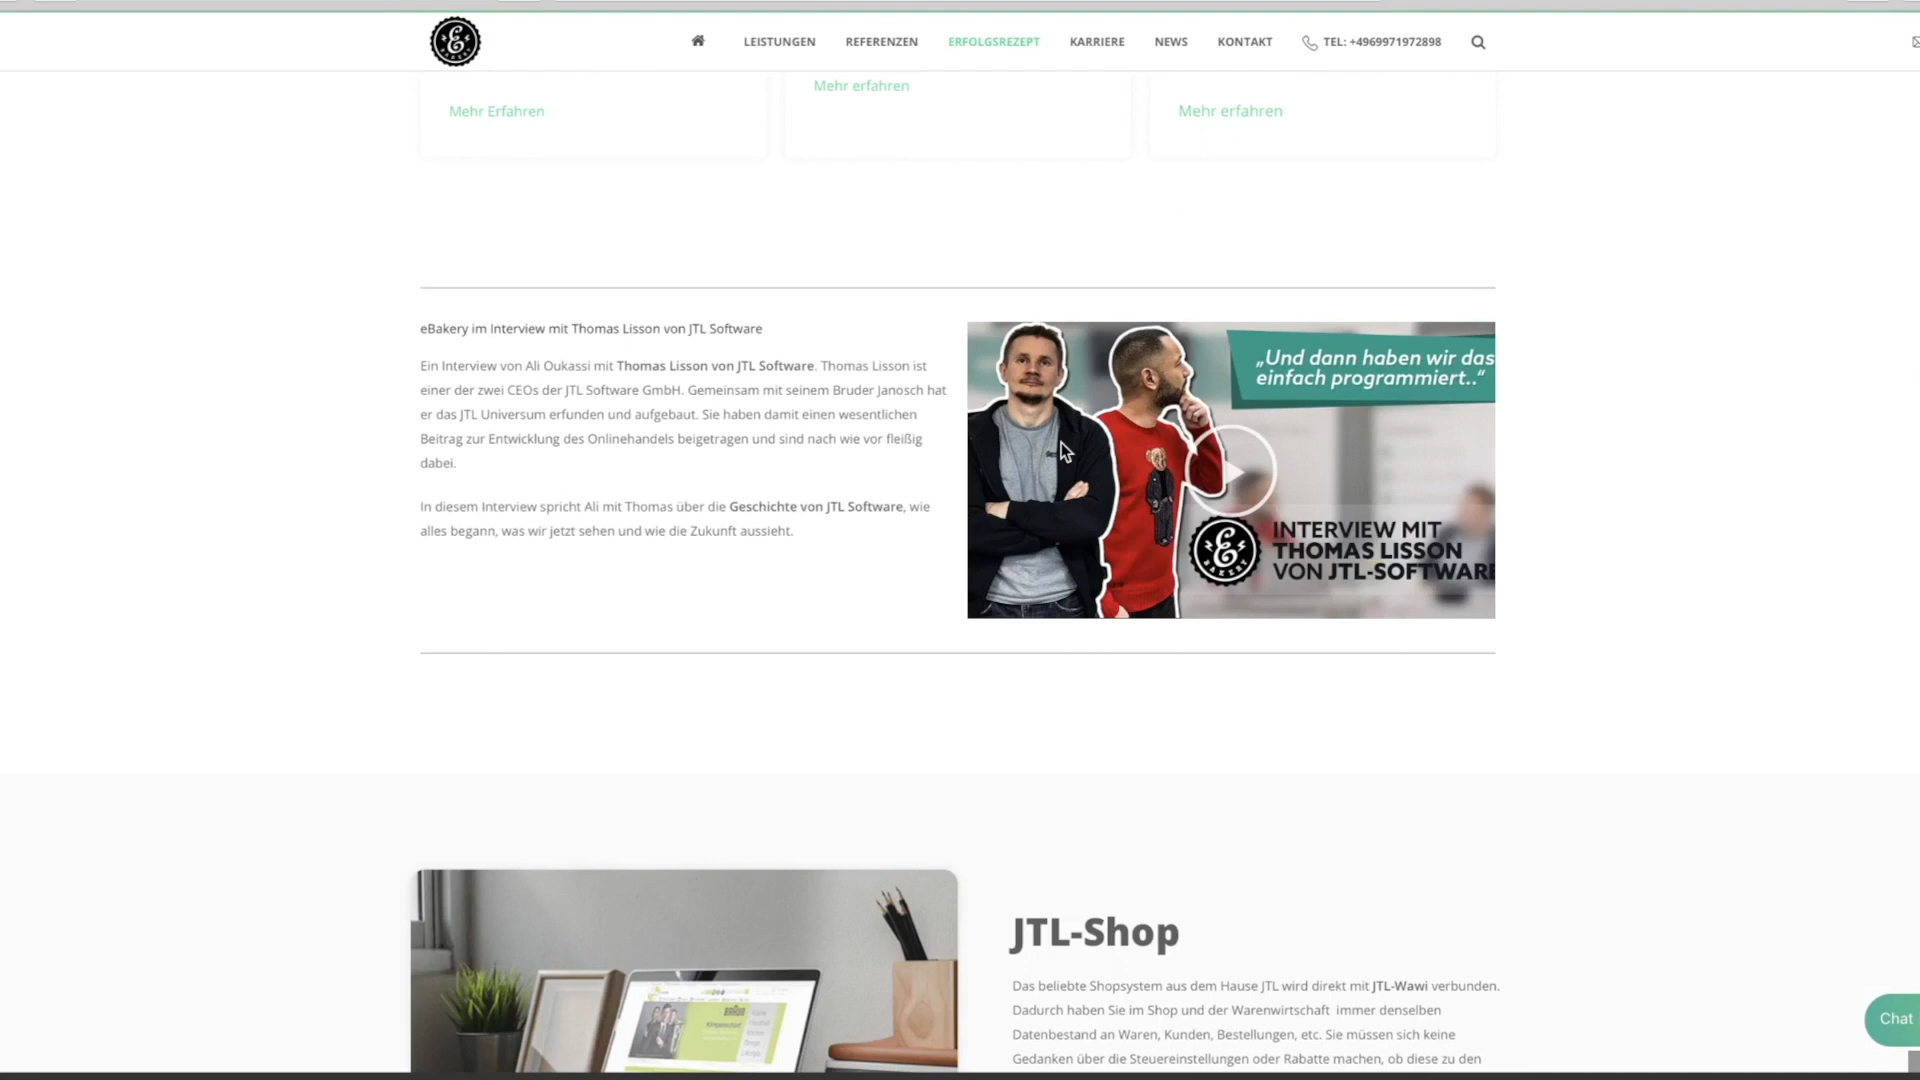 LEISTUNGEN REFERENZEN ERFOLGSREZEPT KARRIERE NEWS KONTAKT TEL: +4969971972898
Mehr Erfahren
Mehr erfahren
Mehr erfahren
eBakery im Interview mit Thomas Lisson von JTL Software
Ein Interview von Ali Oukassi mit Thomas Lisson von JTL Software. Thomas Lisson ist
einer der zwei CEOs der JTL Software GmbH. Gemeinsam mit seinem Bruder Janosch hat
er das JTL Universum erfunden und aufgebaut. Sie haben damit einen wesentlichen
Beitrag zur Entwicklung des Onlinehandels beigetragen und sind nach wie vor fleißig
dabei.
In diesem Interview spricht Ali mit Thomas über die Geschichte von JTL Software, wie
alles begann, was wir jetzt sehen und wie die Zukunft aussieht.
„Und dann haben wir das
einfach programmiert..“
E
BAKERY
INTERVIEW MIT
THOMAS LISSON
VON JTL-SOFTWARE
JTL-Shop
Das beliebte Shopsystem aus dem Hause JTL wird direkt mit JTL-Wawi verbunden.
Dadurch haben Sie im Shop und der Warenwirtschaft immer denselben
Datenbestand an Waren, Kunden, Bestellungen, etc. Sie müssen sich keine
Gedanken über die Steuereinstellungen oder Rabatte machen, ob diese zu den
Chat